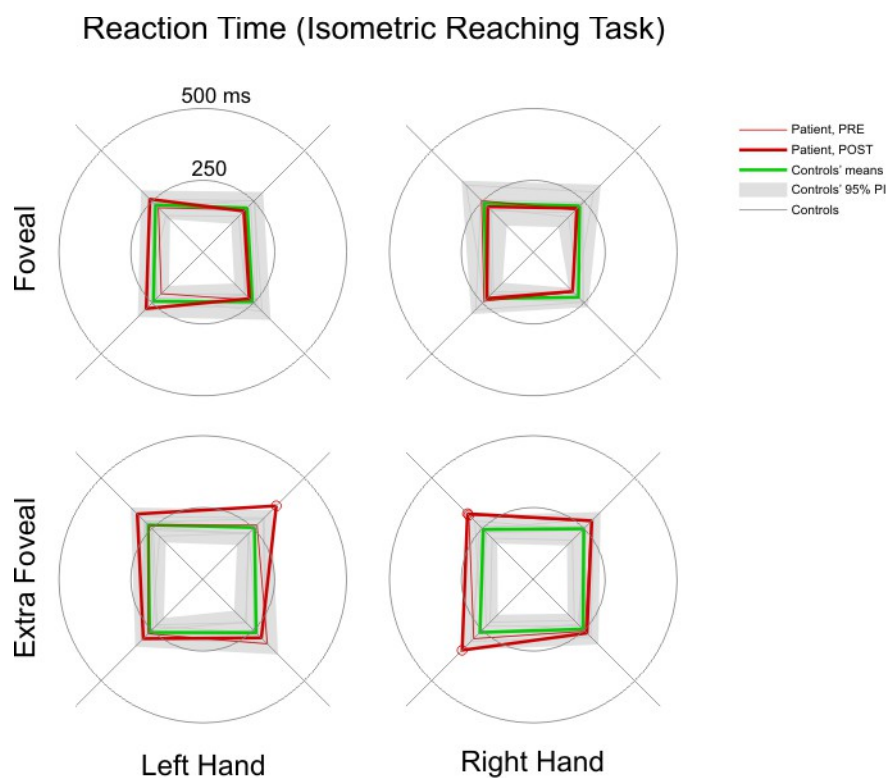 Reaction Time (Isometric Reaching Task)
500 ms
250
Patient, PRE
Patient, POST
Controls' means
Controls' 95% PI
Controls
Foveal
Extra Foveal
Left Hand
Right Hand